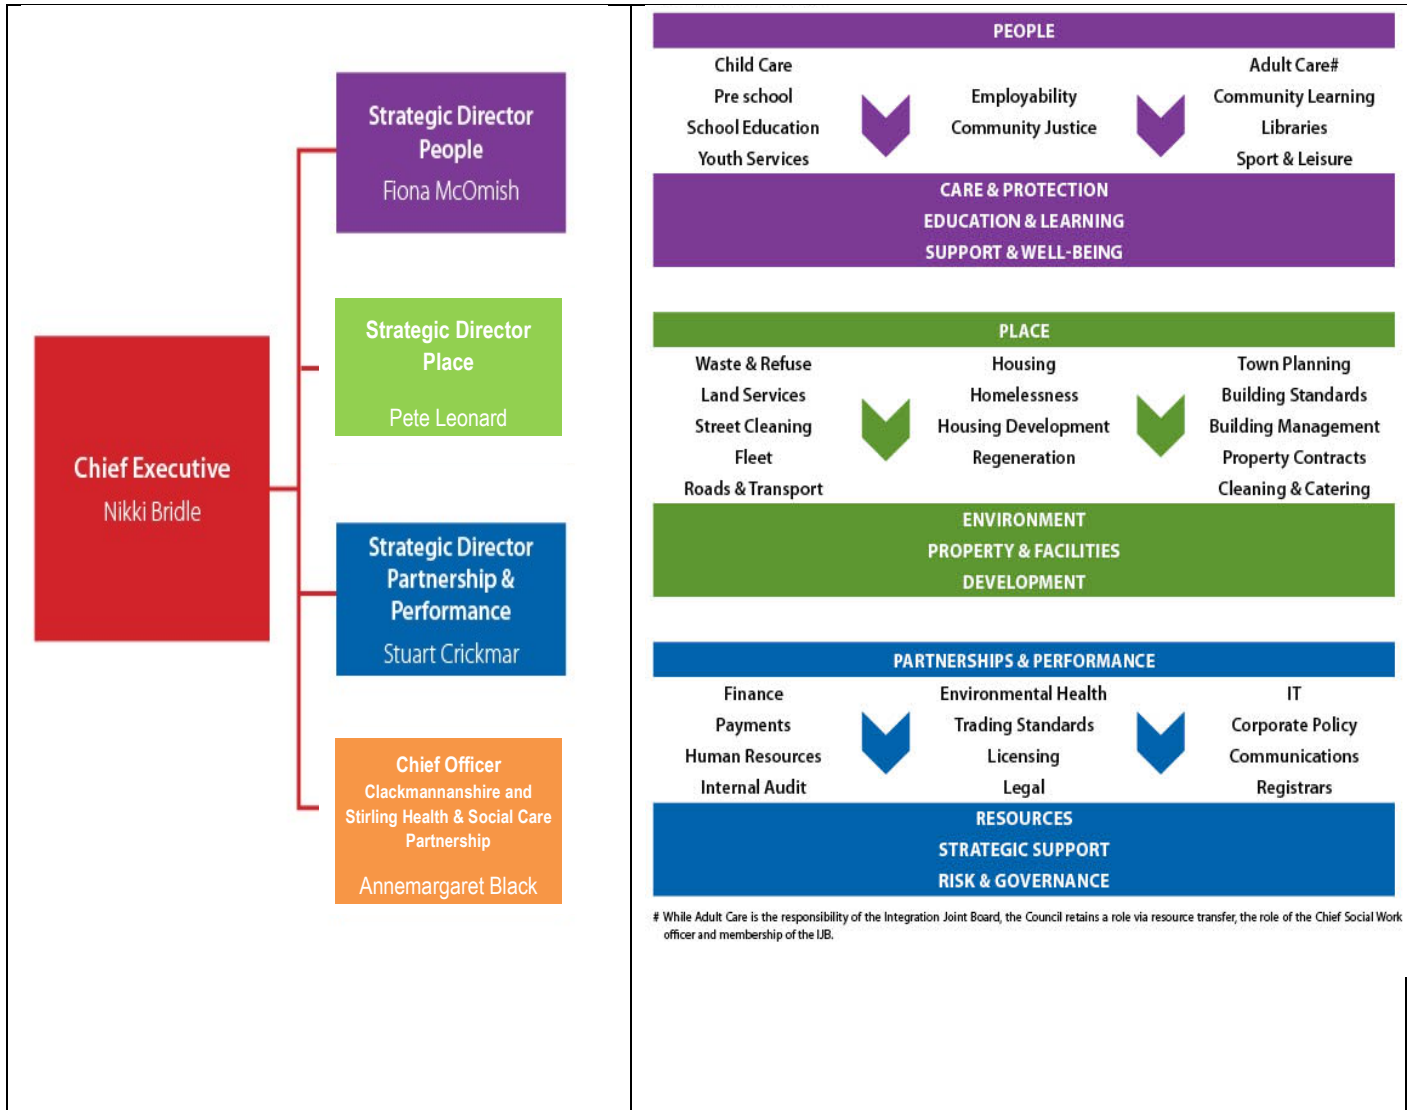 Chief Executive
Nikki Bridle
Strategic Director
People
Fiona McOmish
Strategic Director
Place
Pete Leonard
Strategic Director
Partnership &
Performance
Stuart Crickmar
Chief Officer
Clackmannanshire and
Stirling Health & Social Care
Partnership
Annemargaret Black
PEOPLE
Child Care
Pre school
School Education
Youth Services
Employability
Community Justice
Adult Care#
Community Learning
Libraries
Sport & Leisure
CARE & PROTECTION
EDUCATION & LEARNING
SUPPORT & WELL-BEING
PLACE
Waste & Refuse
Land Services
Street Cleaning
Fleet
Roads & Transport
Housing
Homelessness
Housing Development
Regeneration
Town Planning
Building Standards
Building Management
Property Contracts
Cleaning & Catering
ENVIRONMENT
PROPERTY & FACILITIES
DEVELOPMENT
PARTNERSHIPS & PERFORMANCE
Finance
Payments
Human Resources
Internal Audit
Environmental Health
Trading Standards
Licensing
Legal
IT
Corporate Policy
Communications
Registrars
RESOURCES
STRATEGIC SUPPORT
RISK & GOVERNANCE
# While Adult Care is the responsibility of the Integration Joint Board, the Council retains a role via resource transfer, the role of the Chief Social Work
officer and membership of the IJB.